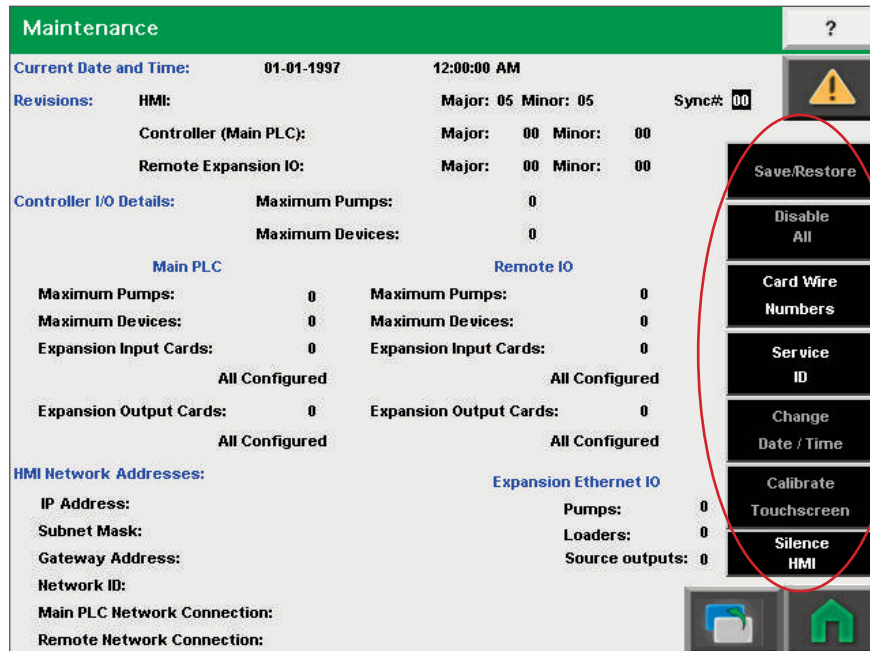 Maintenance ?
Current Date and Time: 01-01-1997 12:00:00 AM
Revisions: HMI: Major: 05 Minor: 05 Sync#: 00
Controller (Main PLC): Major: 00 Minor: 00
Remote Expansion IO: Major: 00 Minor: 00
Controller I/O Details: Maximum Pumps: 0
Maximum Devices: 0
Main PLC Remote IO
Maximum Pumps: 0 Maximum Pumps: 0
Maximum Devices: 0 Maximum Devices: 0
Expansion Input Cards: 0 Expansion Input Cards: 0
All Configured All Configured
Expansion Output Cards: 0 Expansion Output Cards: 0
All Configured All Configured
HMI Network Addresses: Expansion Ethernet IO
IP Address: Pumps: 0
Subnet Mask: Loaders: 0
Gateway Address: Source outputs: 0
Network ID:
Main PLC Network Connection:
Remote Network Connection:
Save/Restore
Disable
All
Card Wire
Numbers
Service
ID
Change
Date / Time
Calibrate
Touchscreen
Silence
HMI